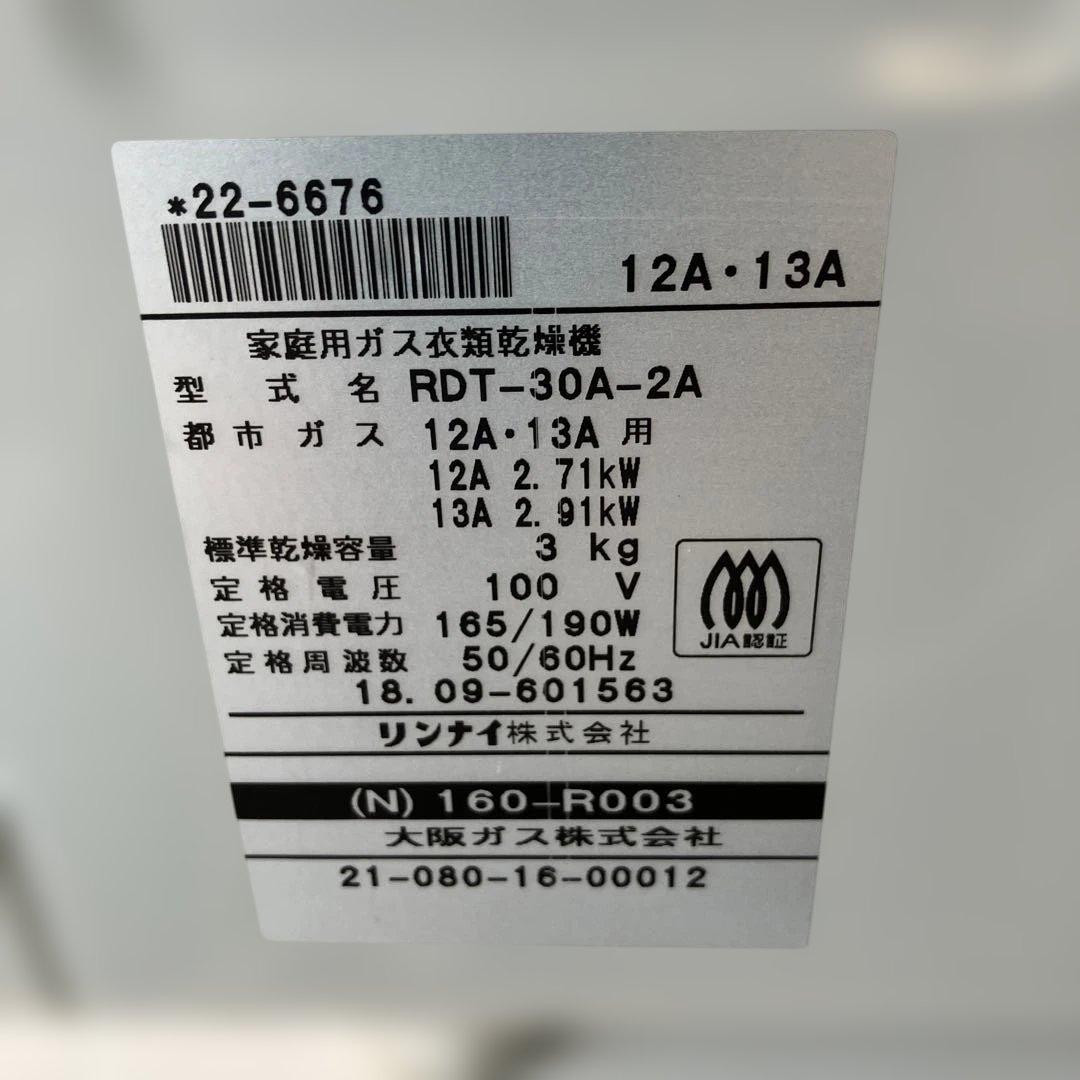 *22-6676
12A・13A
家庭用ガス衣類乾燥機
型式名 RDT-30A-2A
都市ガス 12A・13A用
12A 2.71kW
13A 2.91kW
標準乾燥容量 3 kg
定格電圧 100 V
定格消費電力 165/190W
定格周波数 50/60Hz
JIA認証
18.09-601563
リンナイ株式会社
(N) 160-R003
大阪ガス株式会社
21-080-16-00012